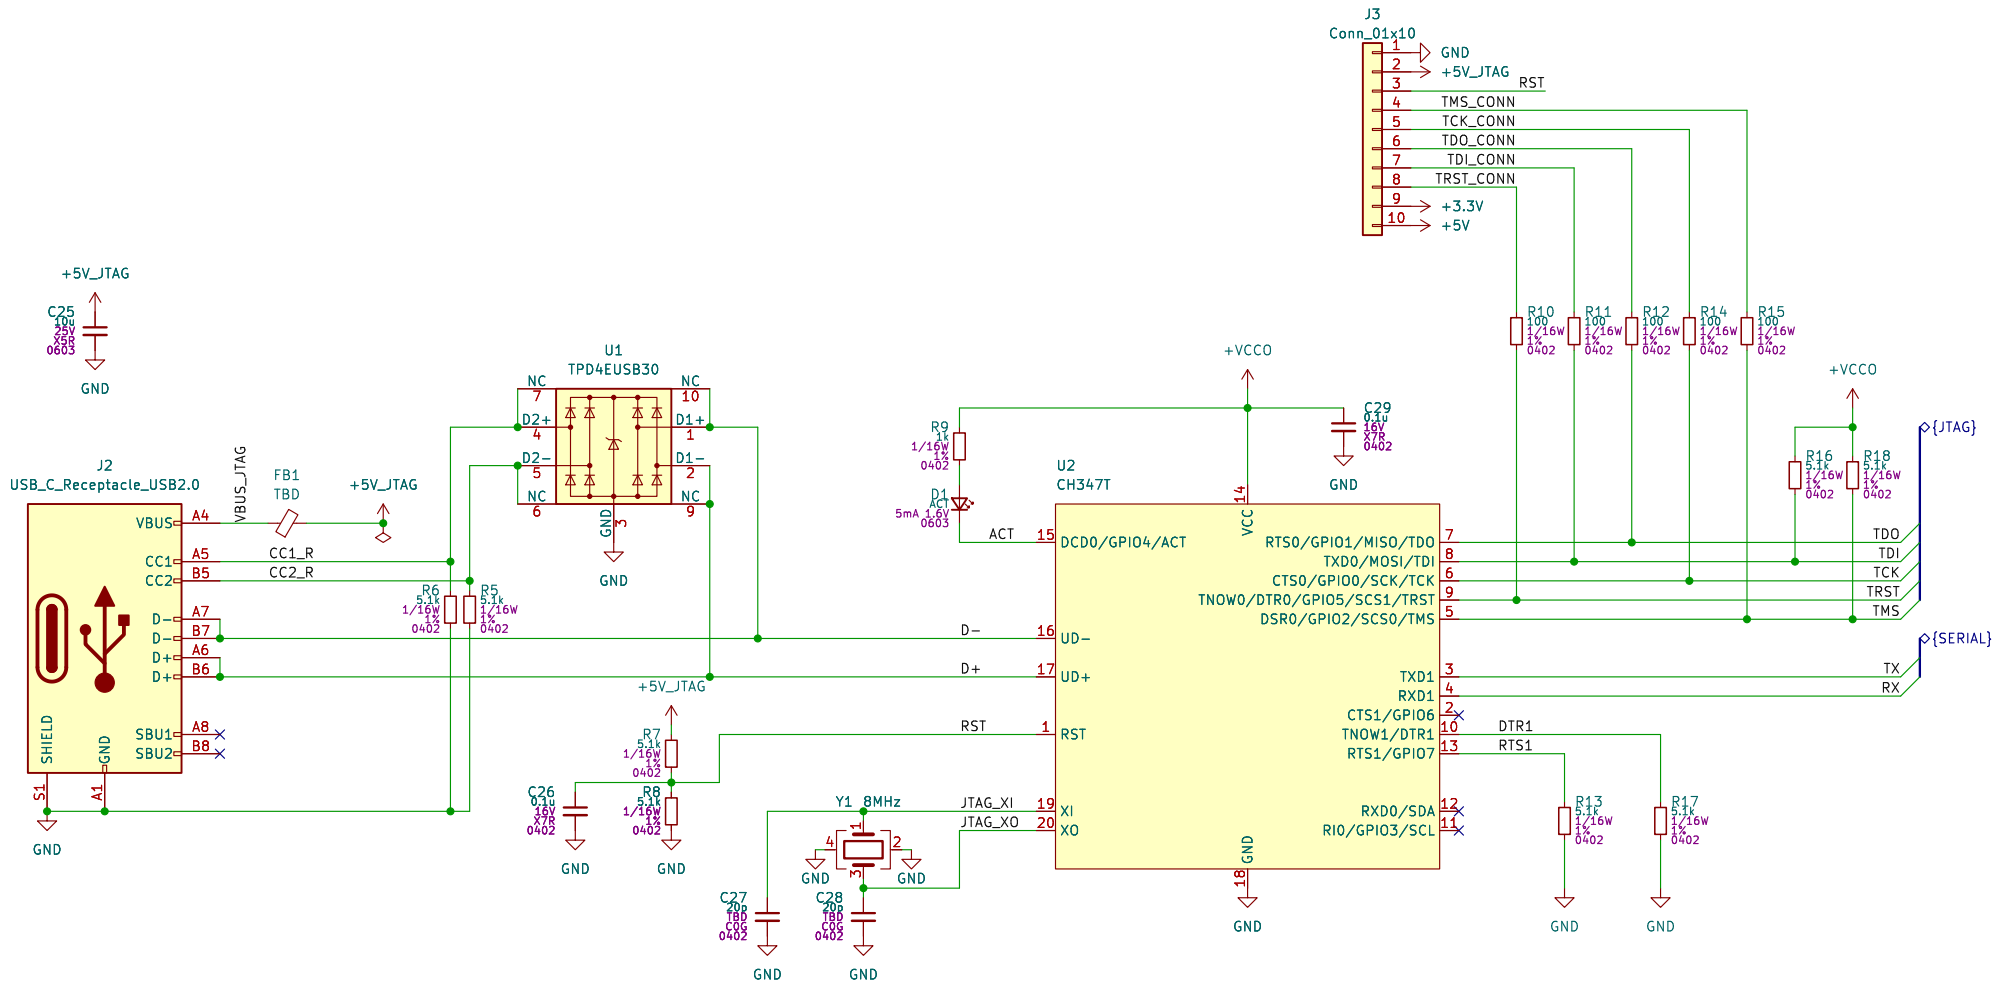 J3
Conn_01x10
1
GND
2
+5V_JTAG
3
RST
4
TMS_CONN
5
TCK_CONN
6
TDO_CONN
7
TDI_CONN
8
TRST_CONN
9
+3.3V
10
+5V
+5V_JTAG
C25
10u
25V
X5R
0603
GND
R10
100
1/16W
1%
0402
R11
100
1/16W
1%
0402
R12
100
1/16W
1%
0402
R14
100
1/16W
1%
0402
R15
100
1/16W
1%
0402
U1
TPD4EUSB30
NC
7
NC
10
D2+
4
D1+
1
D2-
5
D1-
2
NC
6
NC
9
GND
3
GND
+VCCO
C29
0.1u
16V
X7R
0402
GND
R9
1k
1/16W
1%
0402
D1
ACT
5mA 1.6V
0603
ACT
+VCCO
R16
5.1k
1/16W
1%
0402
R18
5.1k
1/16W
1%
0402
{JTAG}
J2
USB_C_Receptacle_USB2.0
VBUS
A4
VBUS_JTAG
FB1
TBD
+5V_JTAG
CC1
A5
CC1_R
CC2
B5
CC2_R
D-
A7
D-
B7
D+
A6
D+
B6
SBU1
A8
SBU2
B8
SHIELD
GND
S1
A1
GND
R6
5.1k
1/16W
1%
0402
R5
5.1k
1/16W
1%
0402
D-
D+
+5V_JTAG
R7
5.1k
1/16W
1%
0402
R8
5.1k
1/16W
1%
0402
GND
C26
0.1u
16V
X7R
0402
GND
RST
Y1 8MHz
1
4
2
3
GND
GND
JTAG_XI
JTAG_XO
C27
20p
TBD
C0G
0402
GND
C28
20p
TBD
C0G
0402
GND
U2
CH347T
14
VCC
15
DCD0/GPIO4/ACT
16
UD-
17
UD+
1
RST
19
XI
20
XO
GND
18
GND
RTS0/GPIO1/MISO/TDO
7
TDO
TXD0/MOSI/TDI
8
TDI
CTS0/GPIO0/SCK/TCK
6
TCK
TNOW0/DTR0/GPIO5/SCS1/TRST
9
TRST
DSR0/GPIO2/SCS0/TMS
5
TMS
{SERIAL}
TXD1
3
TX
RXD1
4
RX
CTS1/GPIO6
2
TNOW1/DTR1
10
DTR1
RTS1/GPIO7
13
RTS1
RXD0/SDA
12
RI0/GPIO3/SCL
11
R13
5.1k
1/16W
1%
0402
GND
R17
5.1k
1/16W
1%
0402
GND